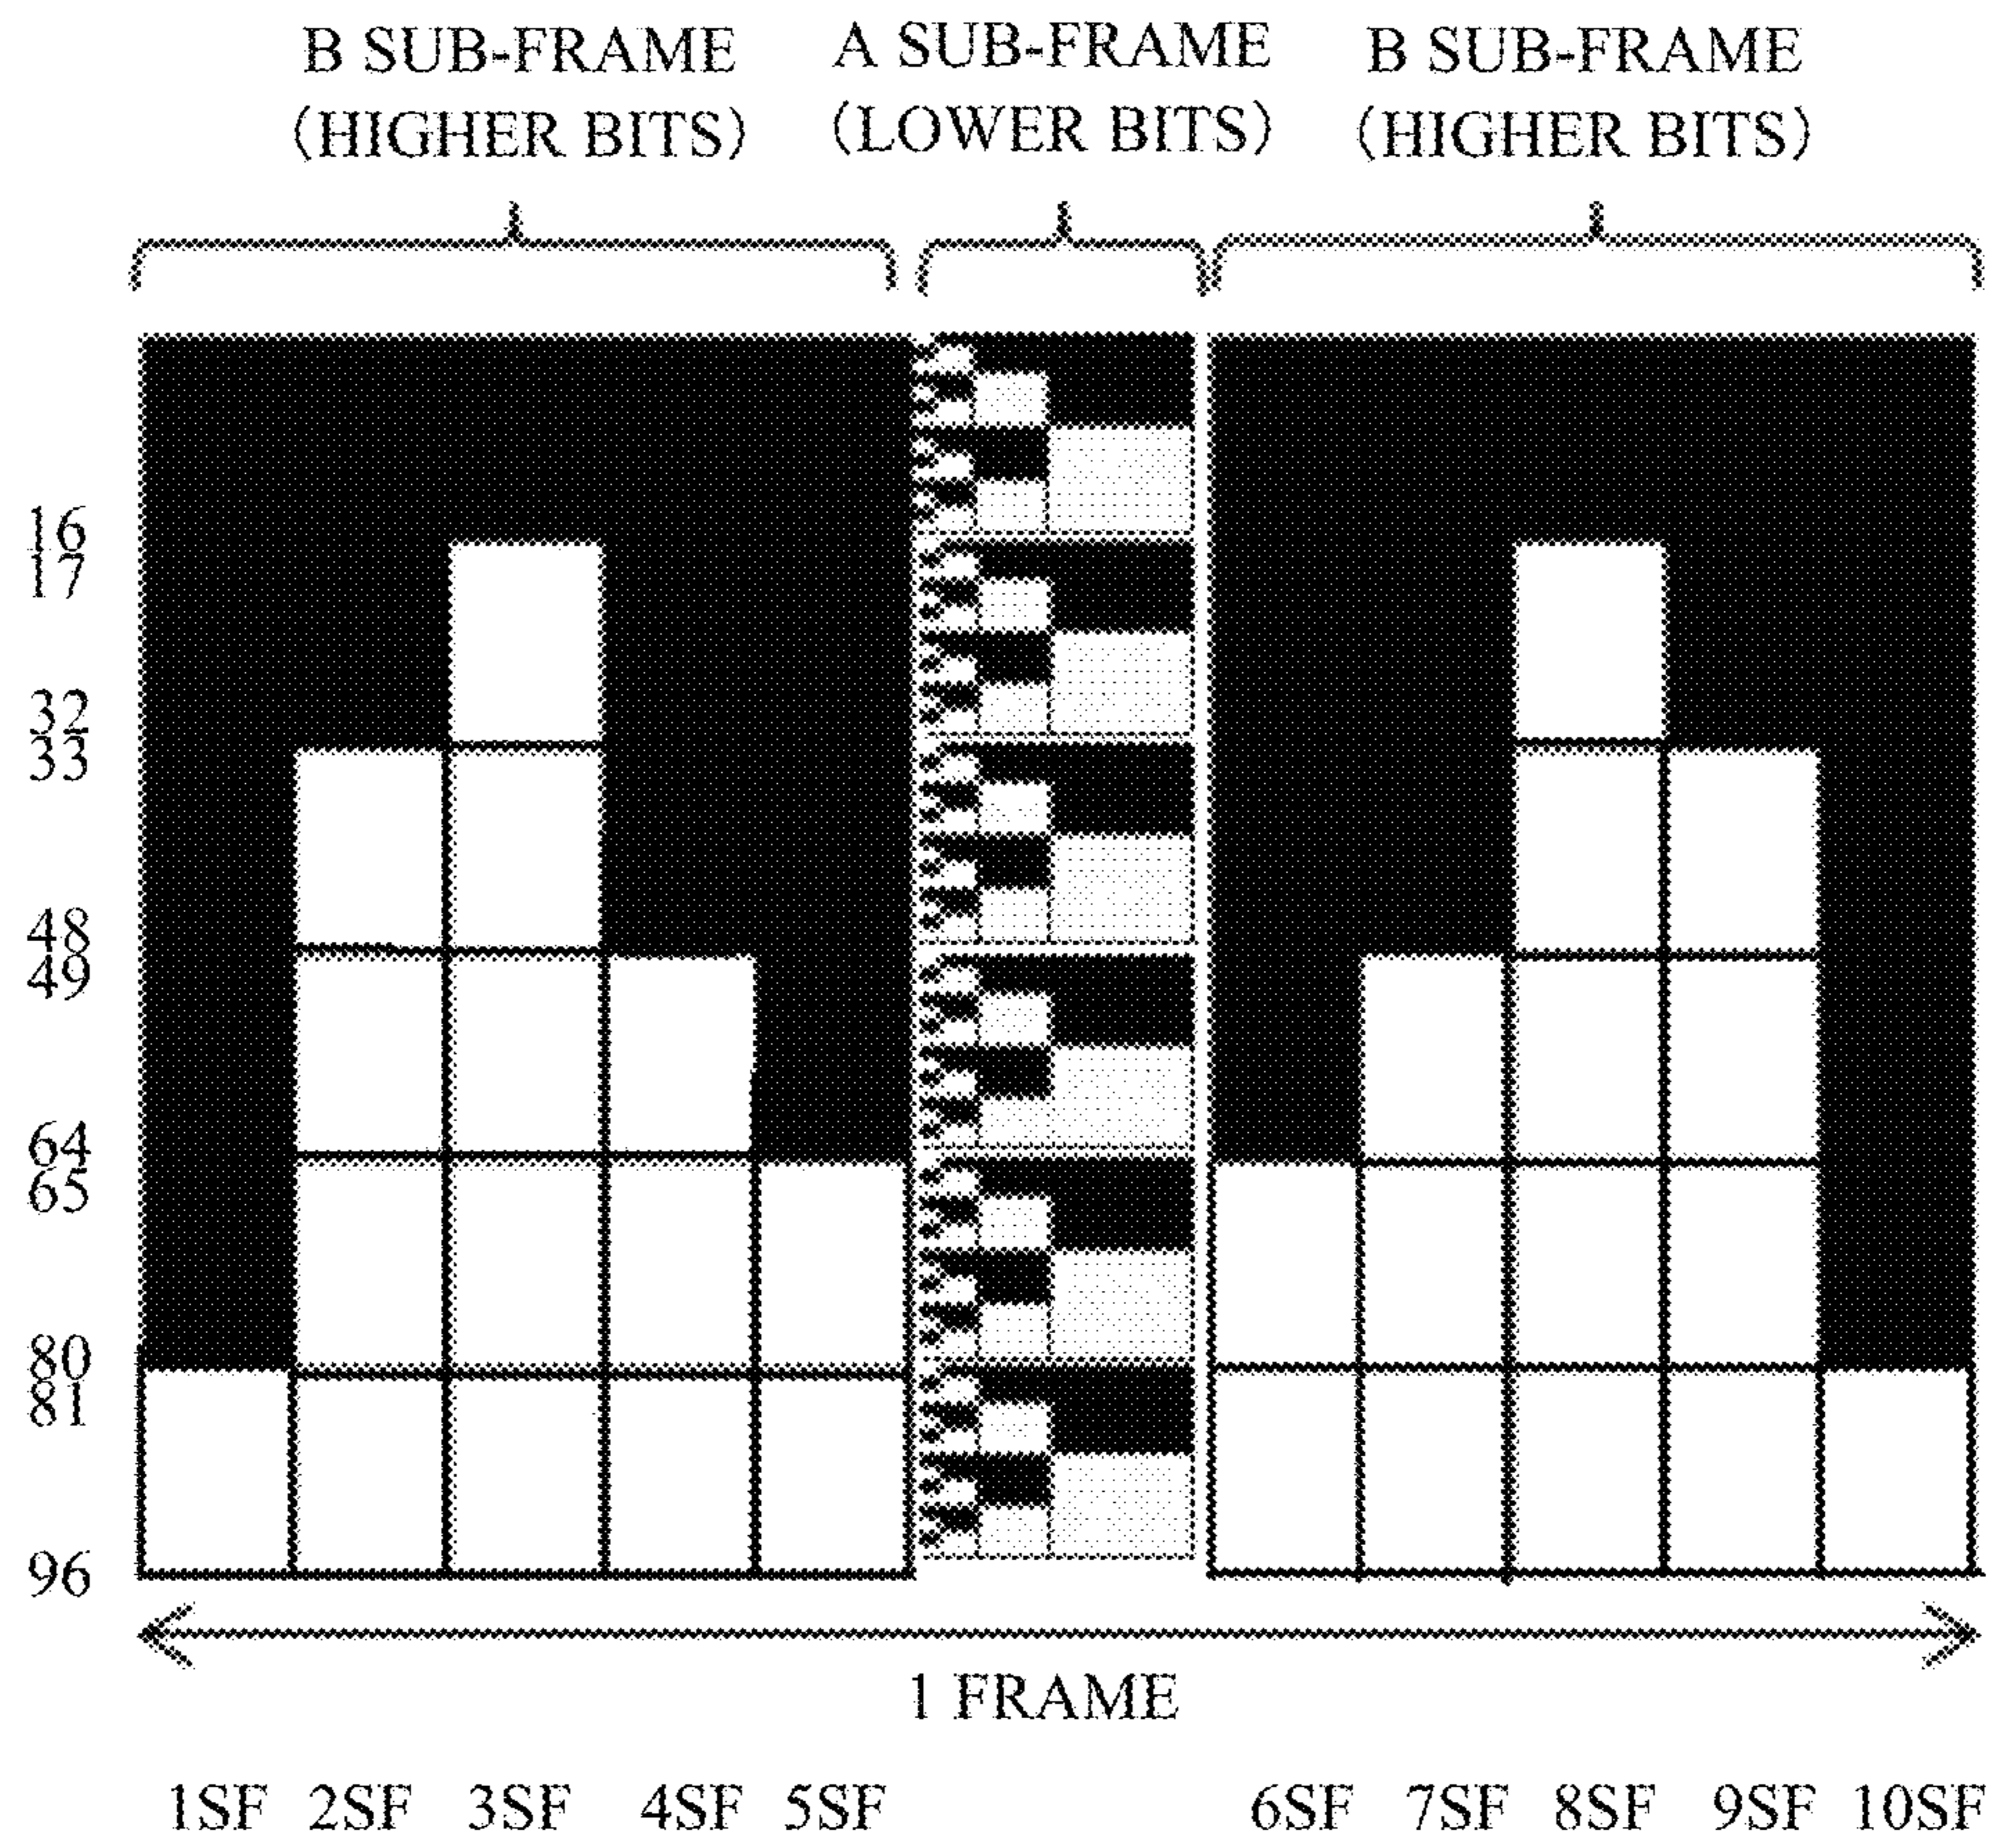 B SUB-FRAME
(HIGHER BITS)
A SUB-FRAME
(LOWER BITS)
B SUB-FRAME
(HIGHER BITS)
16
17
32
33
48
49
64
65
80
81
96
1 FRAME
1SF 2SF 3SF 4SF 5SF 6SF 7SF 8SF 9SF 10SF